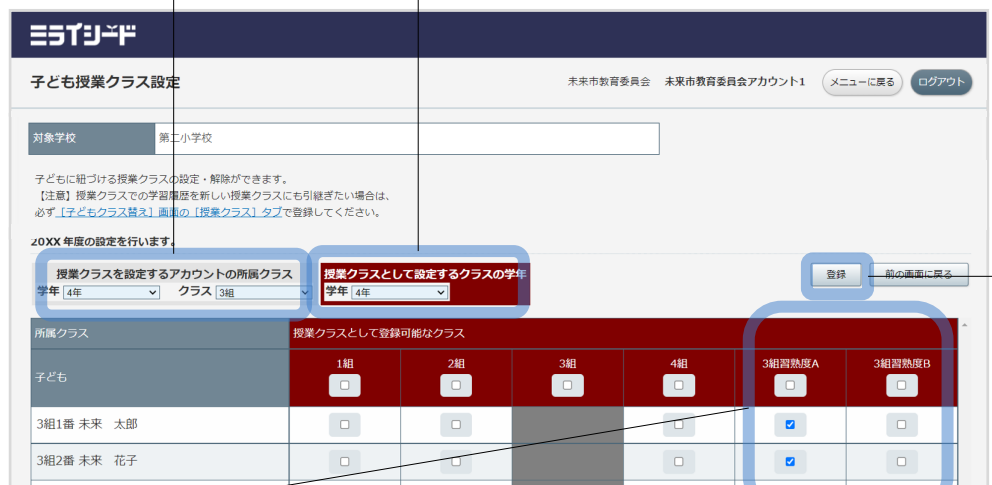 ミライシード
子ども授業クラス設定
未来市教育委員会 未来市教育委員会アカウント1 メニューに戻る ログアウト
対象学校 第二小学校
子どもに紐づける授業クラスの設定・解除ができます。
【注意】授業クラスでの学習履歴を新しい授業クラスにも引継ぎたい場合は、
必ず［子どもクラス替え］画面の［授業クラス］タブで登録してください。
20XX 年度の設定を行います。
授業クラスを設定するアカウントの所属クラス 授業クラスとして設定するクラスの学年
学年 4年 クラス 3組 学年 4年 登録 前の画面に戻る
所属クラス 授業クラスとして登録可能なクラス
子ども 1組 2組 3組 4組 3組習熟度A 3組習熟度B
3組1番 未来 太郎
3組2番 未来 花子